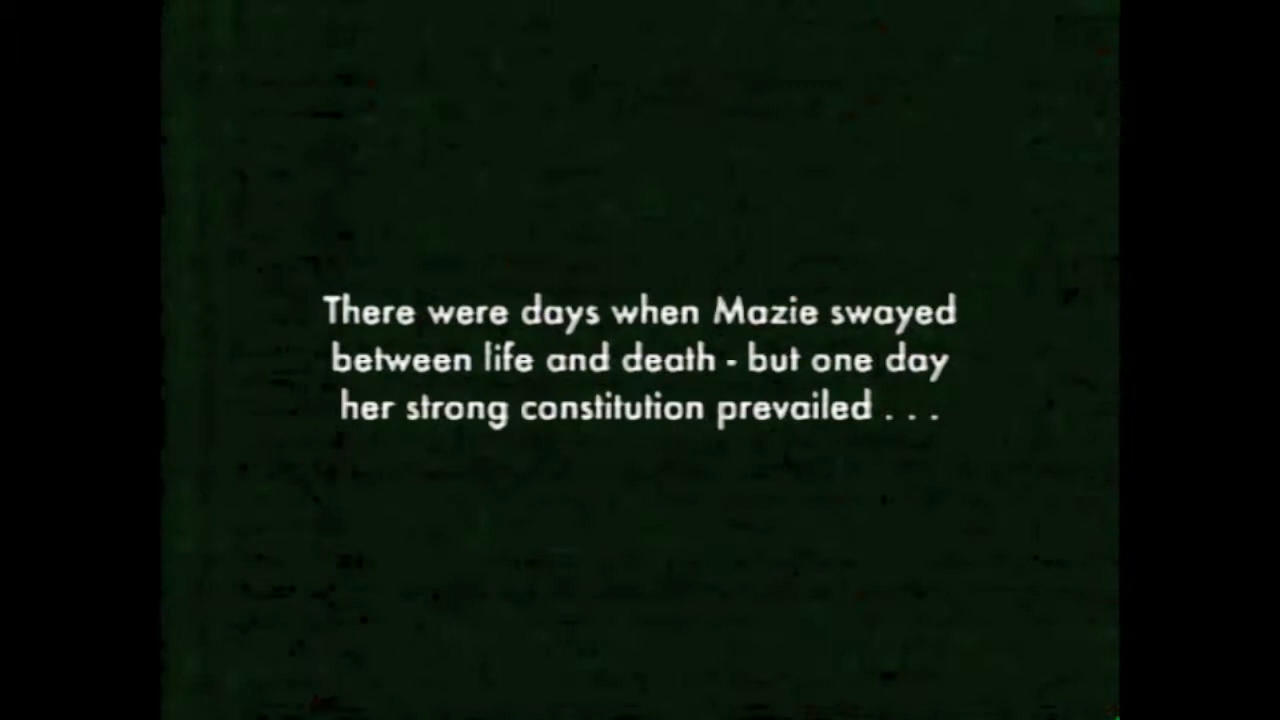 There were days when Mazie swayed
between life and death - but one day
her strong constitution prevailed . . .